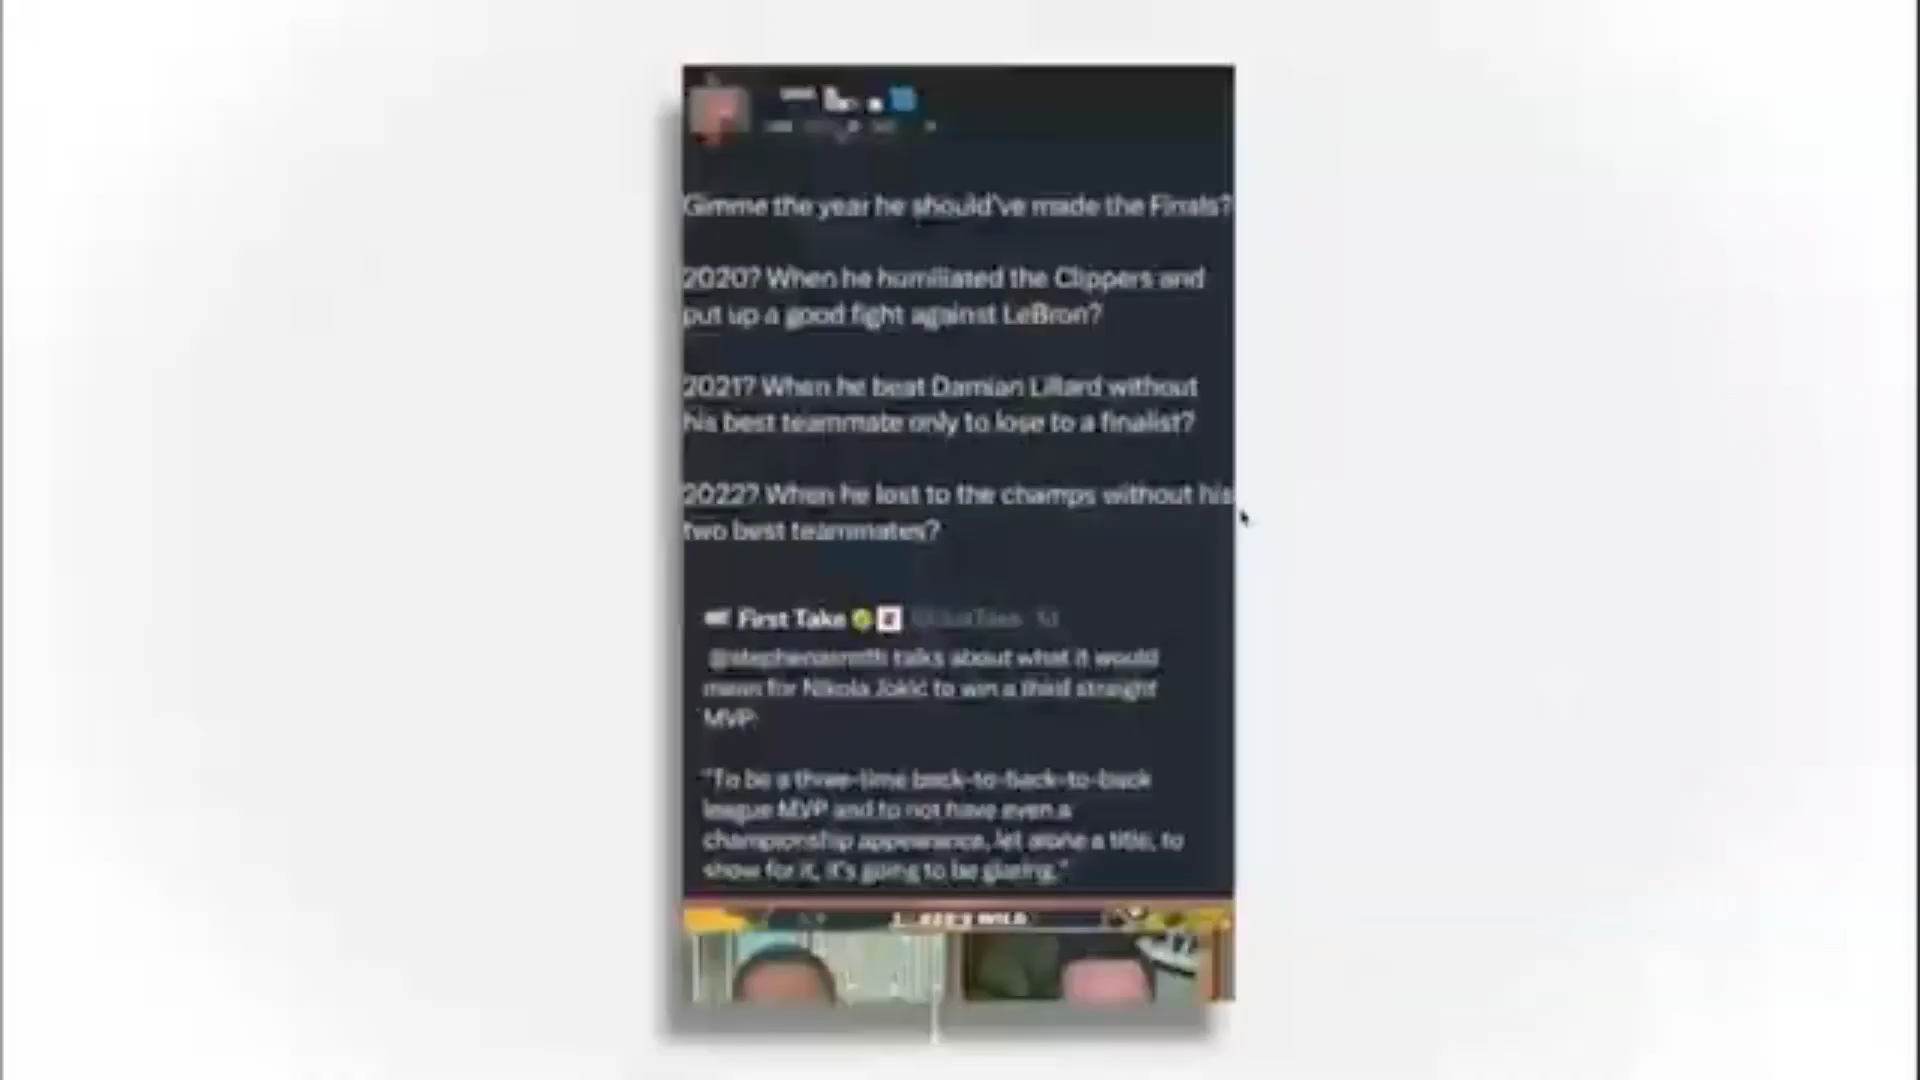 Gimme the year he should've made the Finals?
2020? When he humiliated the Clippers and
put up a good fight against LeBron?
2021? When he beat Damian Lillard without
his best teammate only to lose to a finalist?
2022? When he lost to the champs without his
two best teammates?
First Take
@stephenasmith talks about what it would
mean for Nikola Jokic to win a third straight
MVP:
"To be a three-time back-to-back-to-back
league MVP and to not have even a
championship appearance, let alone a title, to
show for it, it's going to be glaring."
WILD